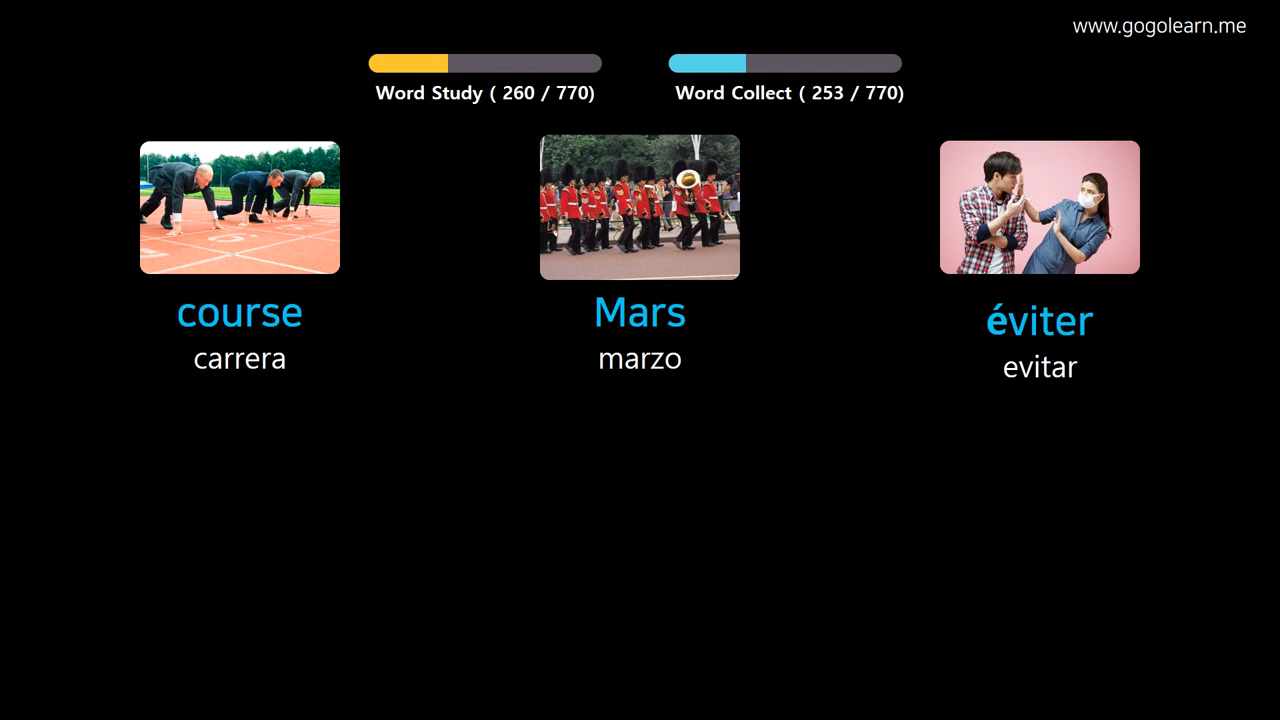 www.gogolearn.me
Word Study ( 260 / 770)
Word Collect ( 253 / 770)
course
Mars
éviter
carrera
marzo
evitar